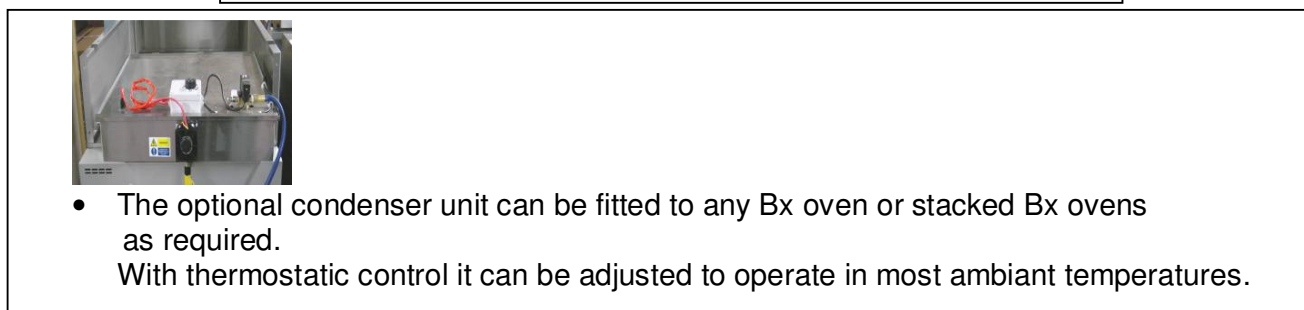 • The optional condenser unit can be fitted to any Bx oven or stacked Bx ovens
as required.
With thermostatic control it can be adjusted to operate in most ambiant temperatures.